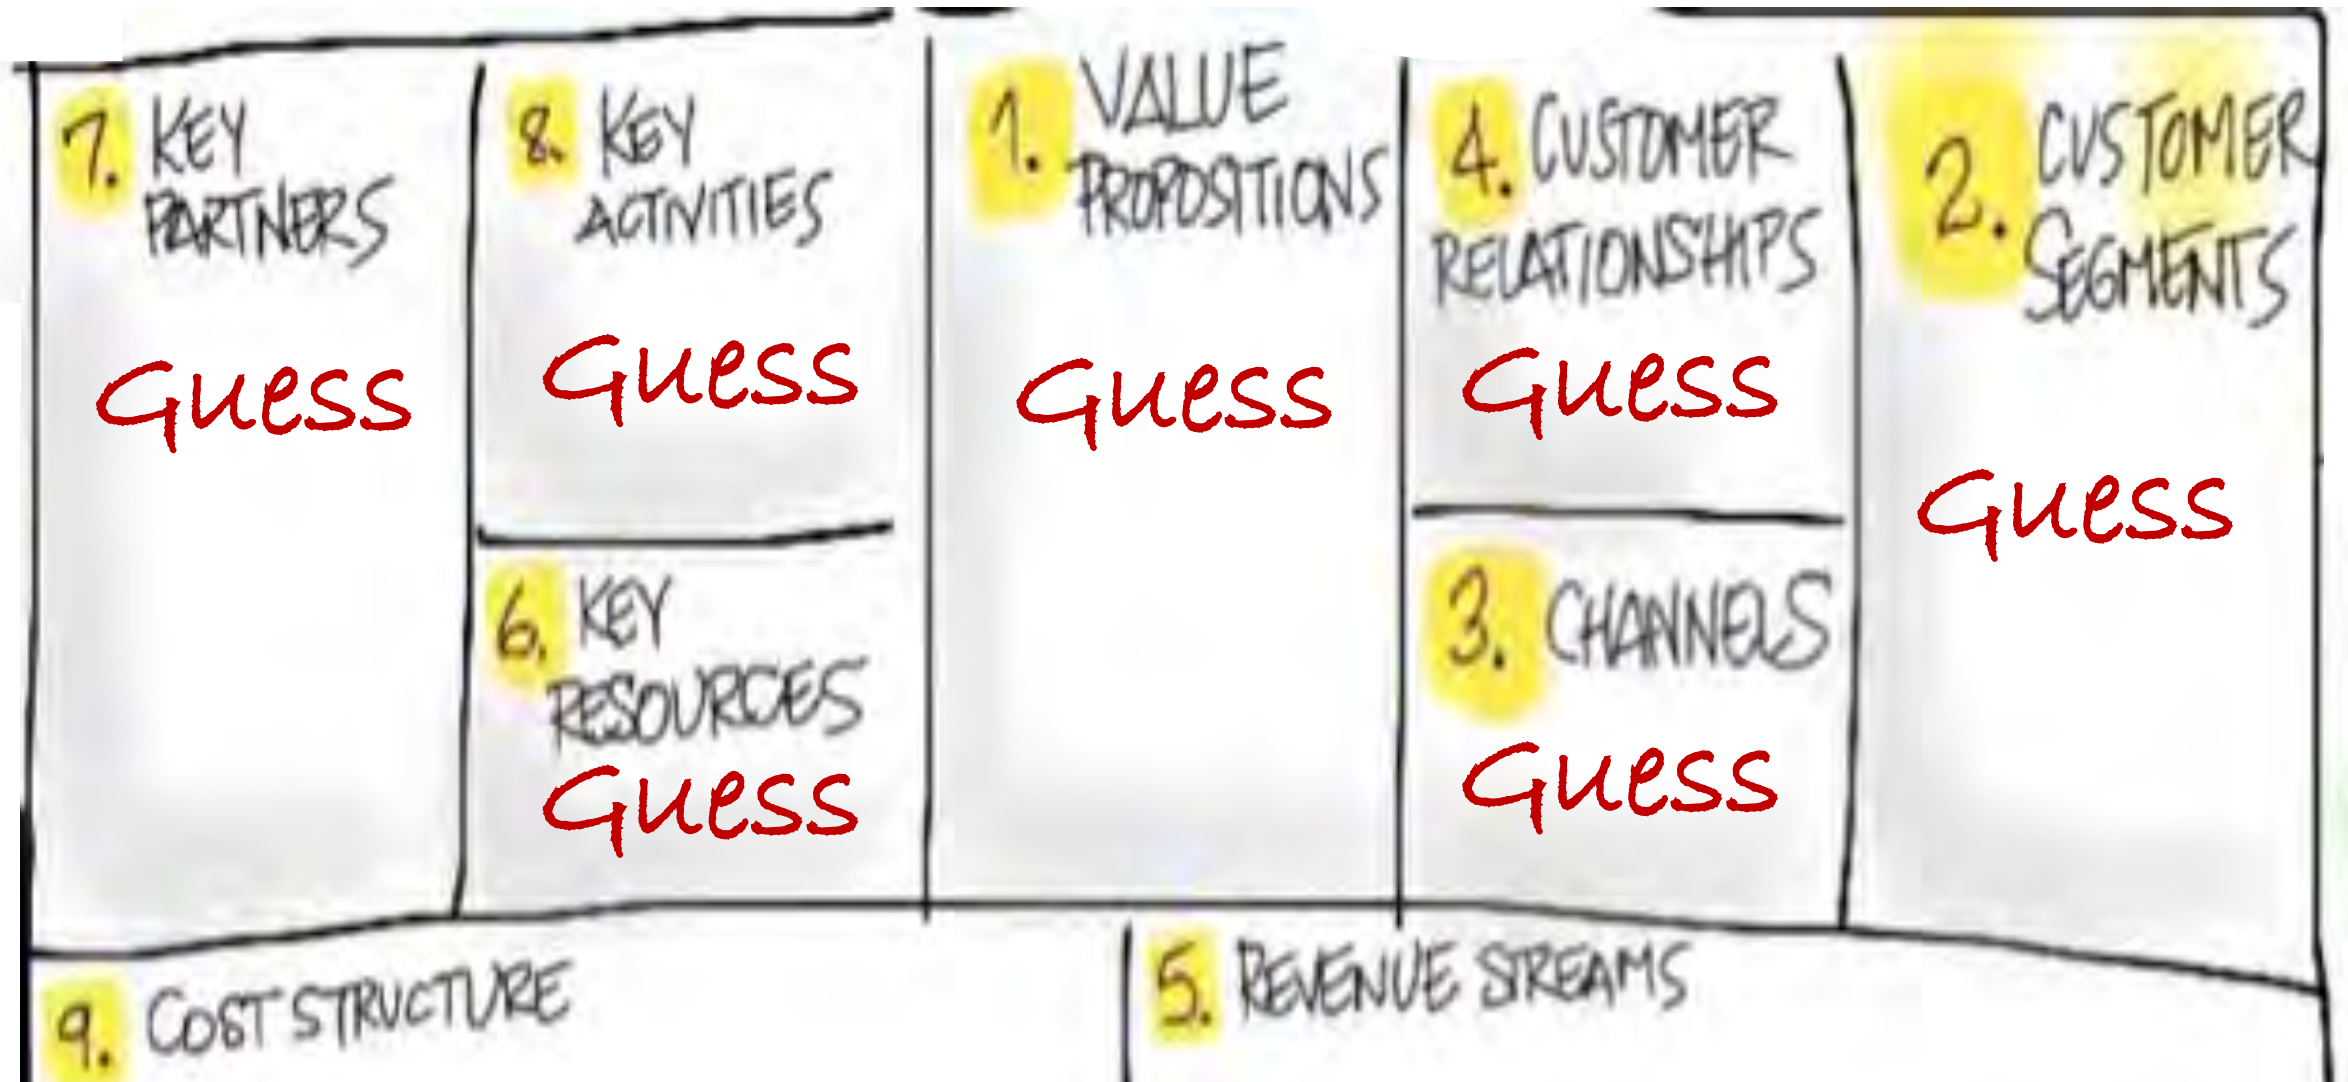 7. KEY
PARTNERS
Guess
8. KEY
ACTIVITIES
Guess
6. KEY
RESOURCES
Guess
1. VALUE
PROPOSITIONS
Guess
4. CUSTOMER
RELATIONSHIPS
Guess
3. CHANNELS
Guess
2. CUSTOMER
SEGMENTS
Guess
9. COST STRUCTURE
5. REVENUE STREAMS